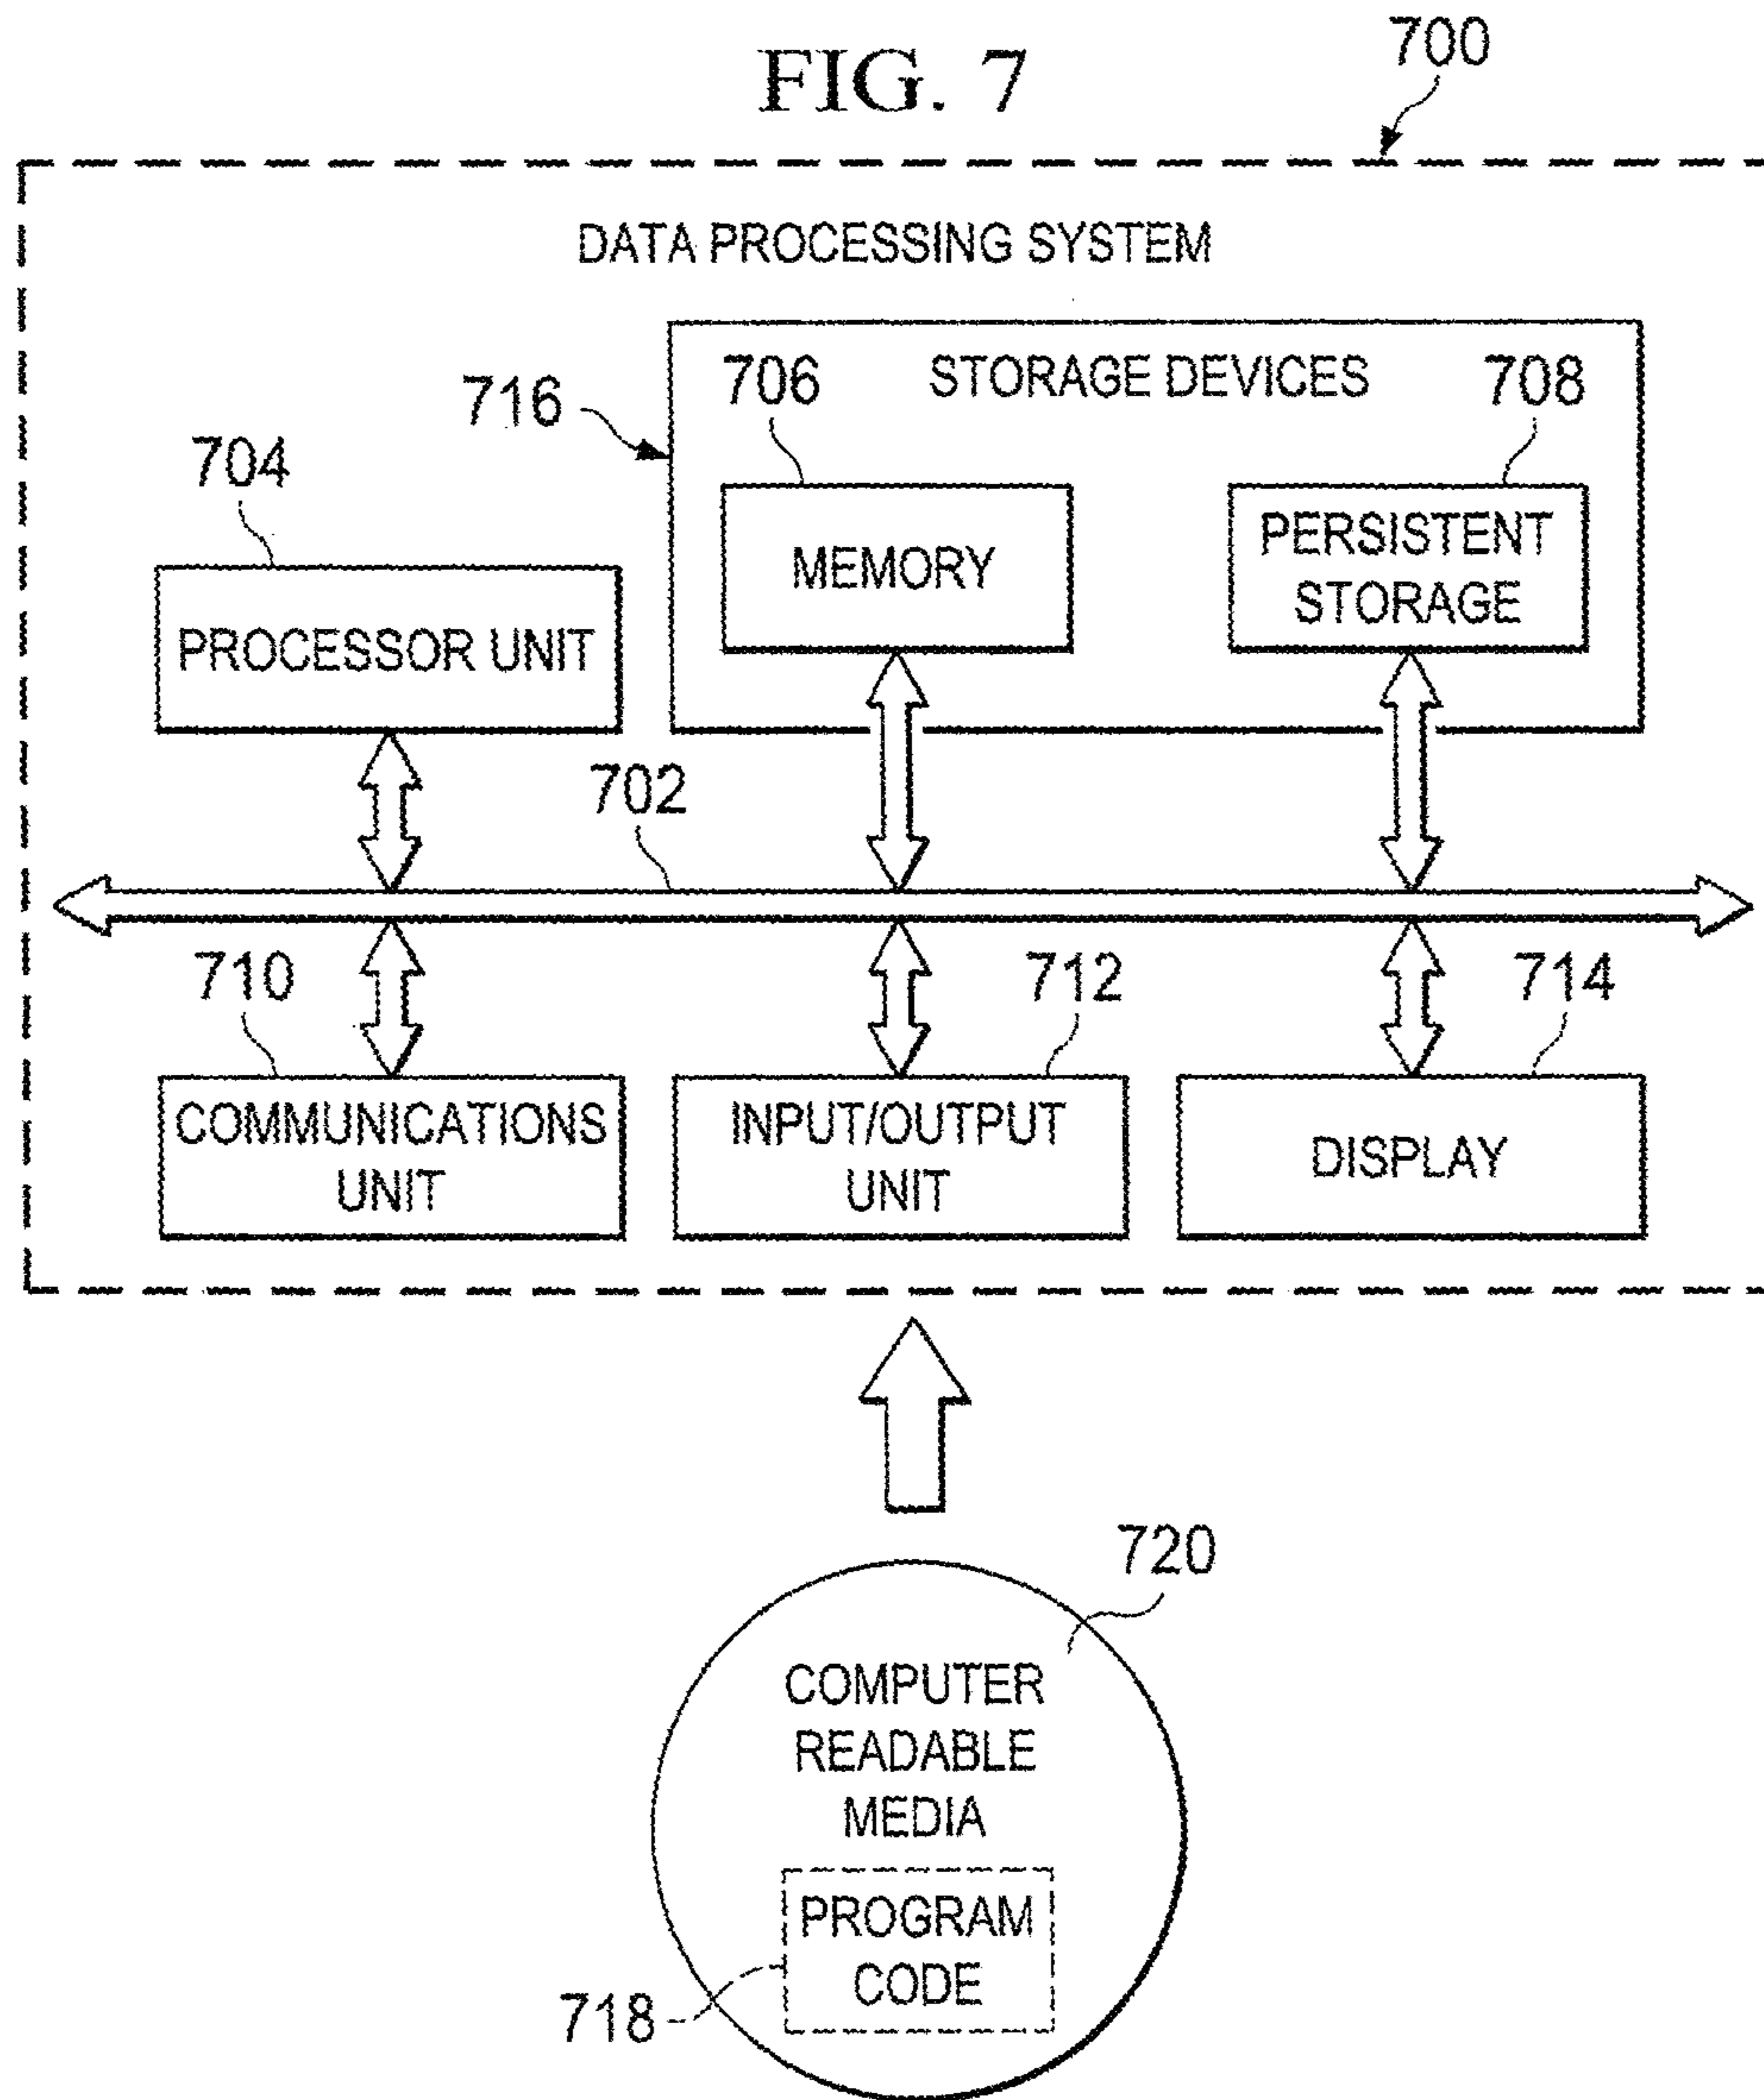 FIG. 7
700
DATA PROCESSING SYSTEM
716
706
STORAGE DEVICES
708
704
MEMORY
PERSISTENT
STORAGE
PROCESSOR UNIT
702
710
712
714
COMMUNICATIONS
UNIT
INPUT/OUTPUT
UNIT
DISPLAY
720
COMPUTER
READABLE
MEDIA
PROGRAM
CODE
718